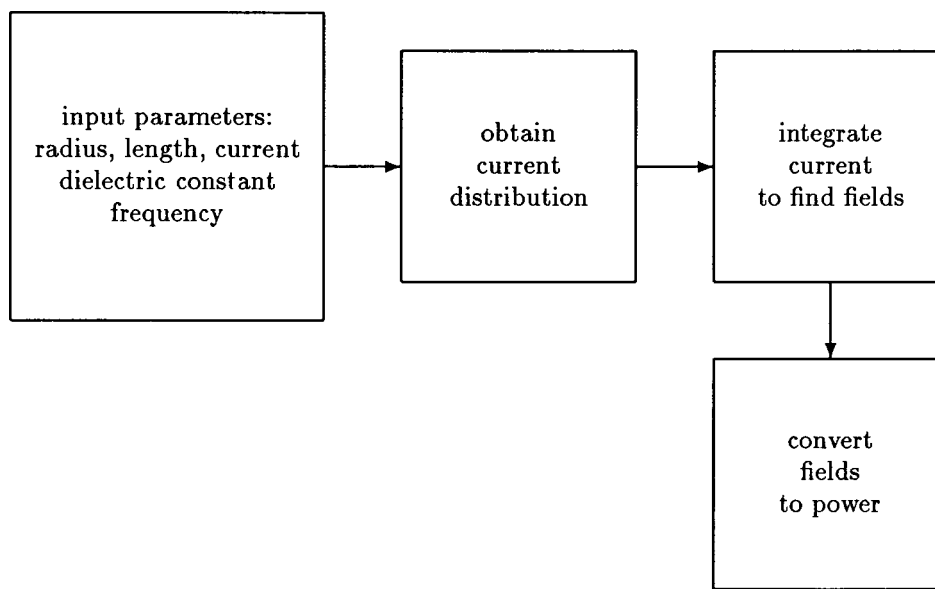 input parameters:
radius, length, current
dielectric constant
frequency
obtain
current
distribution
integrate
current
to find fields
convert
fields
to power